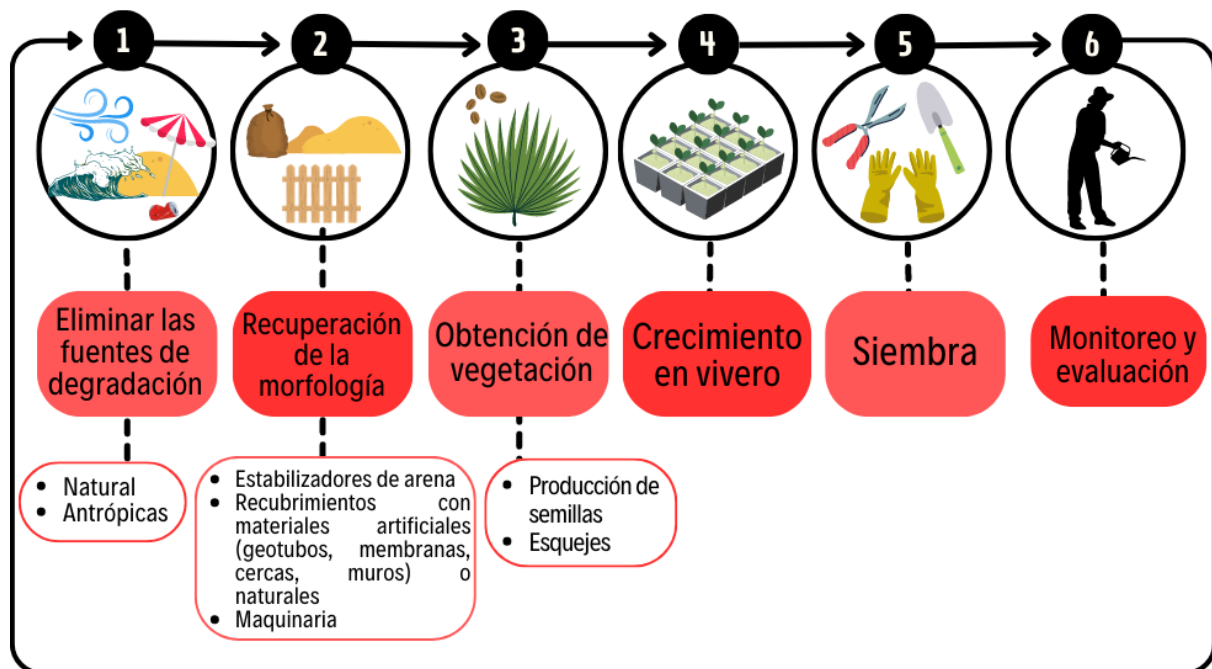 1
2
3
4
5
6
Eliminar las
fuentes de
degradación
Recuperación
de la
morfología
Obtención de
vegetación
Crecimiento
en vivero
Siembra
Monitoreo y
evaluación
• Natural
• Antrópicas
• Estabilizadores de arena
• Recubrimientos con
materiales artificiales
(geotubos, membranas,
cercas, muros) o
naturales
• Maquinaria
• Producción de
semillas
• Esquejes